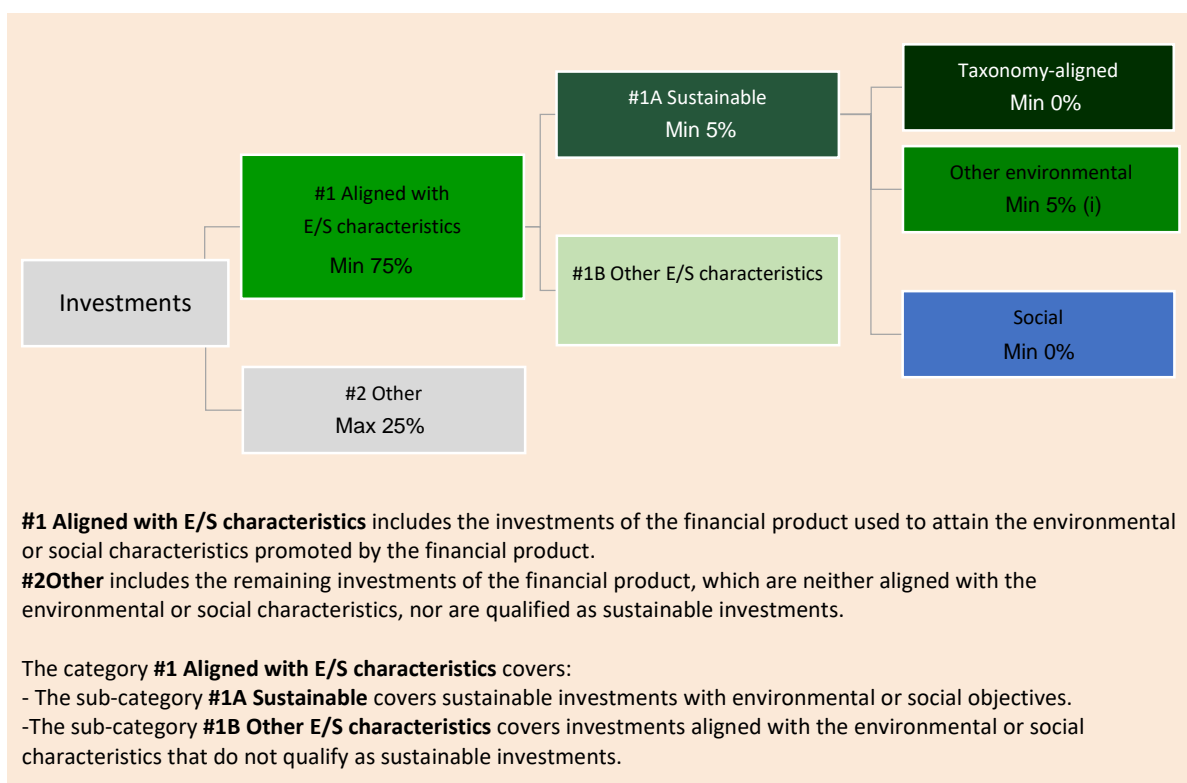 Taxonomy-aligned
Min 0%
#1A Sustainable
Min 5%
Other environmental
Min 5% (i)
#1 Aligned with
E/S characteristics
Min 75%
#1B Other E/S characteristics
Investments
Social
Min 0%
#2 Other
Max 25%
#1 Aligned with E/S characteristics includes the investments of the financial product used to attain the environmental
or social characteristics promoted by the financial product.
#2Other includes the remaining investments of the financial product, which are neither aligned with the
environmental or social characteristics, nor are qualified as sustainable investments.
The category #1 Aligned with E/S characteristics covers:
- The sub-category #1A Sustainable covers sustainable investments with environmental or social objectives.
-The sub-category #1B Other E/S characteristics covers investments aligned with the environmental or social
characteristics that do not qualify as sustainable investments.